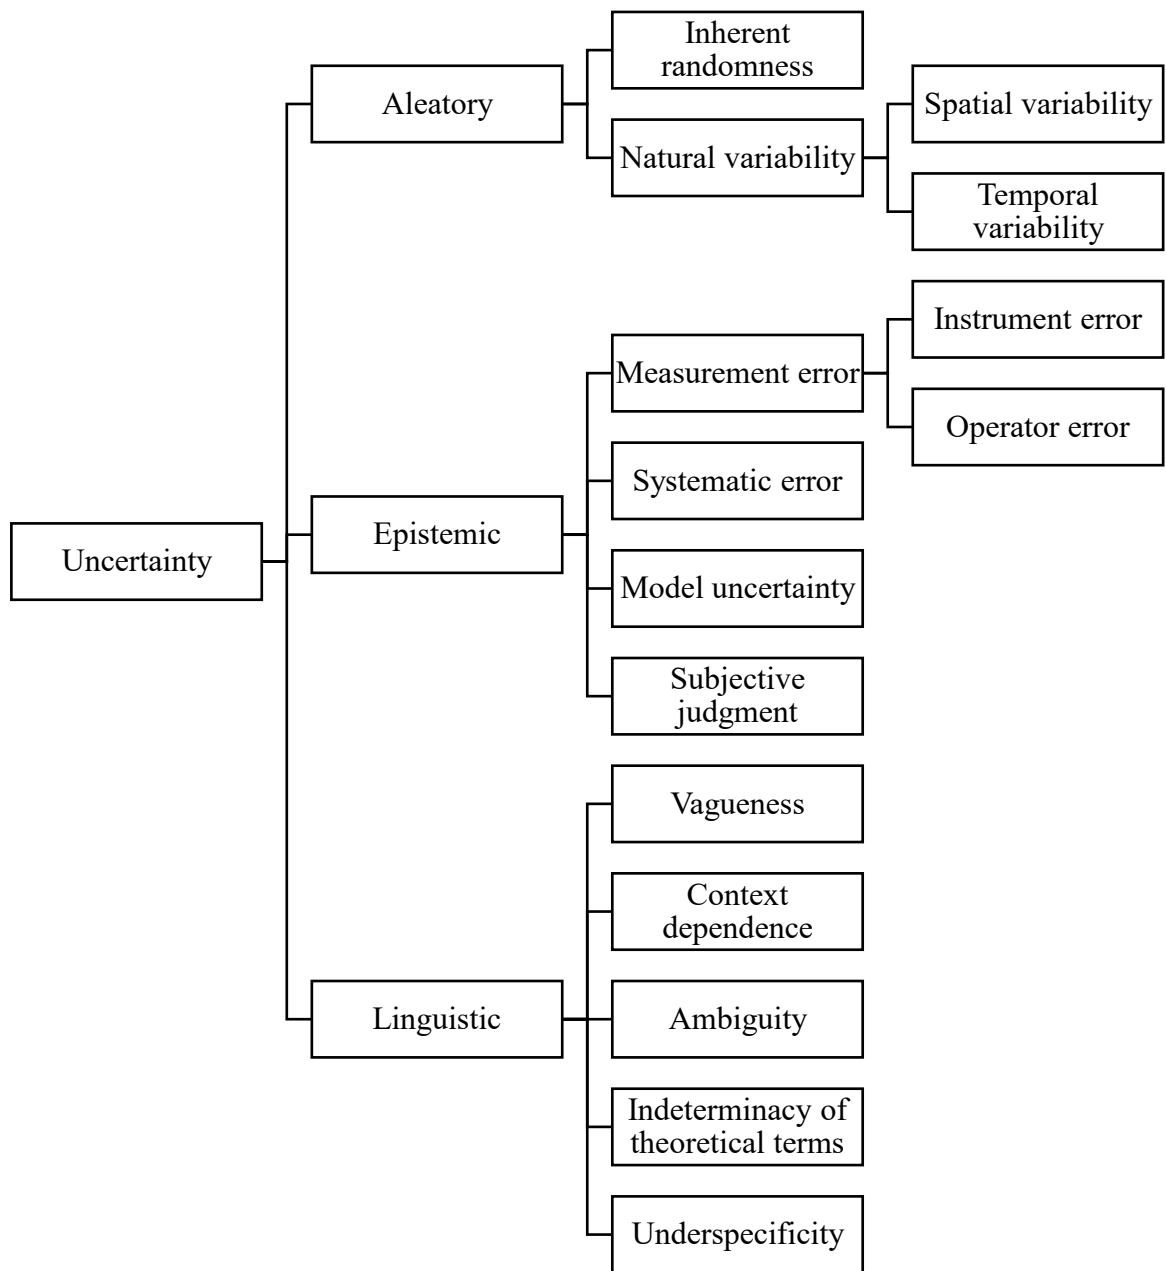 Uncertainty
Aleatory
Inherent
randomness
Natural variability
Spatial variability
Temporal
variability
Epistemic
Measurement error
Instrument error
Operator error
Systematic error
Model uncertainty
Subjective
judgment
Linguistic
Vagueness
Context
dependence
Ambiguity
Indeterminacy of
theoretical terms
Underspecificity